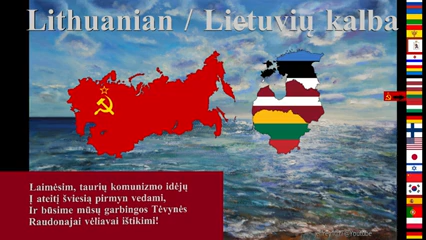 Lithuanian / Lietuvių kalba
Laimėsim, taurių komunizmo idėjų
Į ateitį šviesią pirmyn vedami,
Ir būsime mūsų garbingos Tėvynės
Raudonajai vėliavai ištikimi!